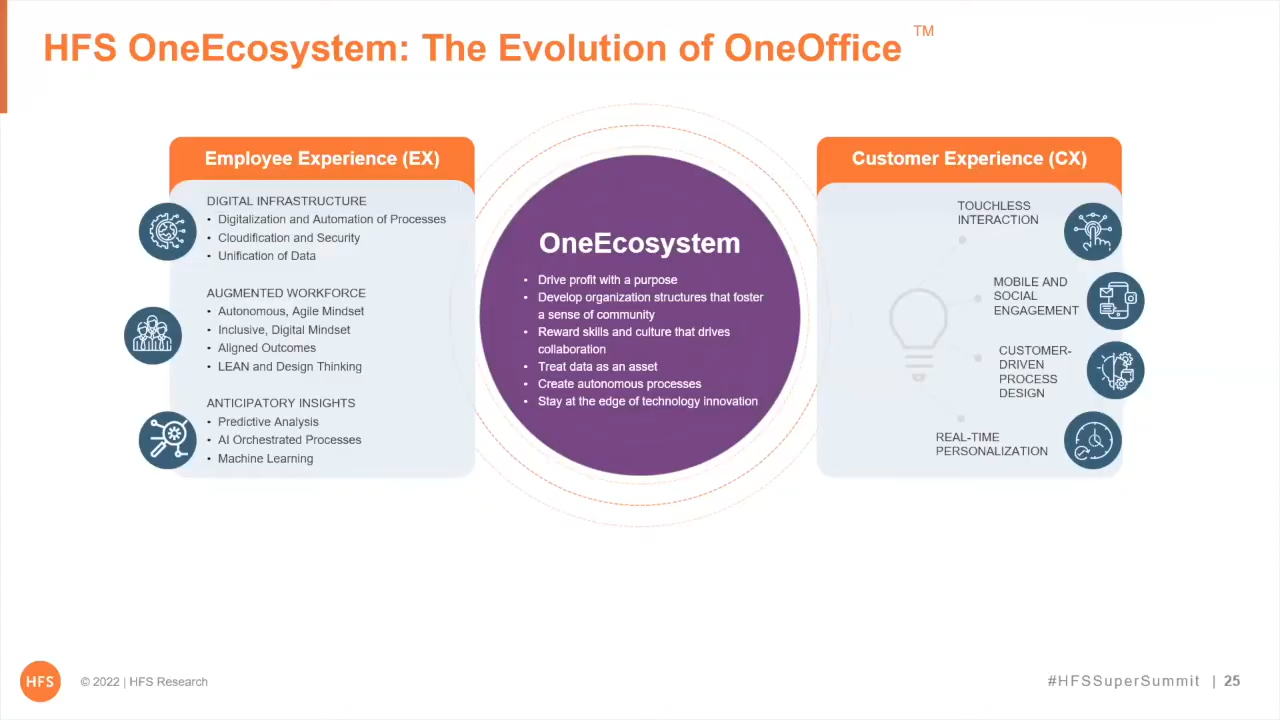 HFS OneEcosystem: The Evolution of OneOffice ™
Employee Experience (EX)
DIGITAL INFRASTRUCTURE
• Digitalization and Automation of Processes
• Cloudification and Security
• Unification of Data
AUGMENTED WORKFORCE
• Autonomous, Agile Mindset
• Inclusive, Digital Mindset
• Aligned Outcomes
• LEAN and Design Thinking
ANTICIPATORY INSIGHTS
• Predictive Analysis
• AI Orchestrated Processes
• Machine Learning
OneEcosystem
• Drive profit with a purpose
• Develop organization structures that foster
a sense of community
• Reward skills and culture that drives
collaboration
• Treat data as an asset
• Create autonomous processes
• Stay at the edge of technology innovation
Customer Experience (CX)
TOUCHLESS
INTERACTION
MOBILE AND
SOCIAL
ENGAGEMENT
CUSTOMER-
DRIVEN
PROCESS
DESIGN
REAL-TIME
PERSONALIZATION
HFS
© 2022 | HFS Research
#HFSSuperSummit | 25